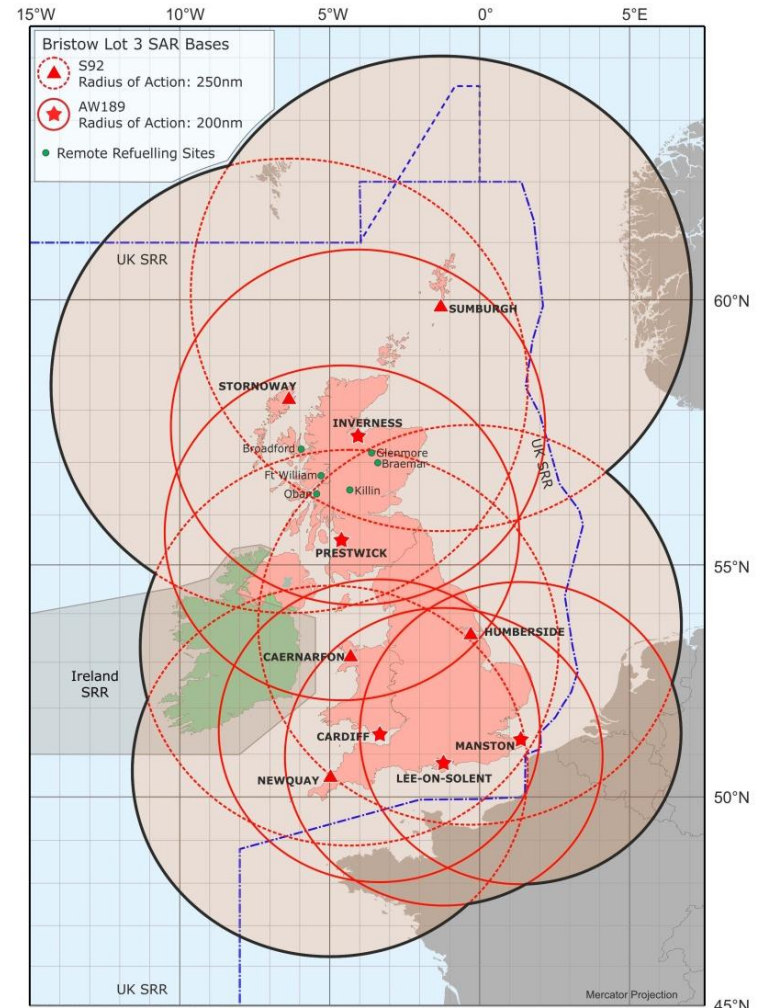 15°W
10°W
5°W
0°
5°E
Bristow Lot 3 SAR Bases
S92
Radius of Action: 250nm
AW189
Radius of Action: 200nm
Remote Refuelling Sites
UK SRR
60°N
SUMBURGH
STORNOWAY
INVERNESS
Broadford
Glenmore
Braemar
UK SRR
Ft William
Oban
Killin
PRESTWICK
55°N
HUMBERSIDE
CAERNARFON
Ireland
SRR
CARDIFF
MANSTON
NEWQUAY
LEE-ON-SOLENT
50°N
UK SRR
Mercator Projection
45°N